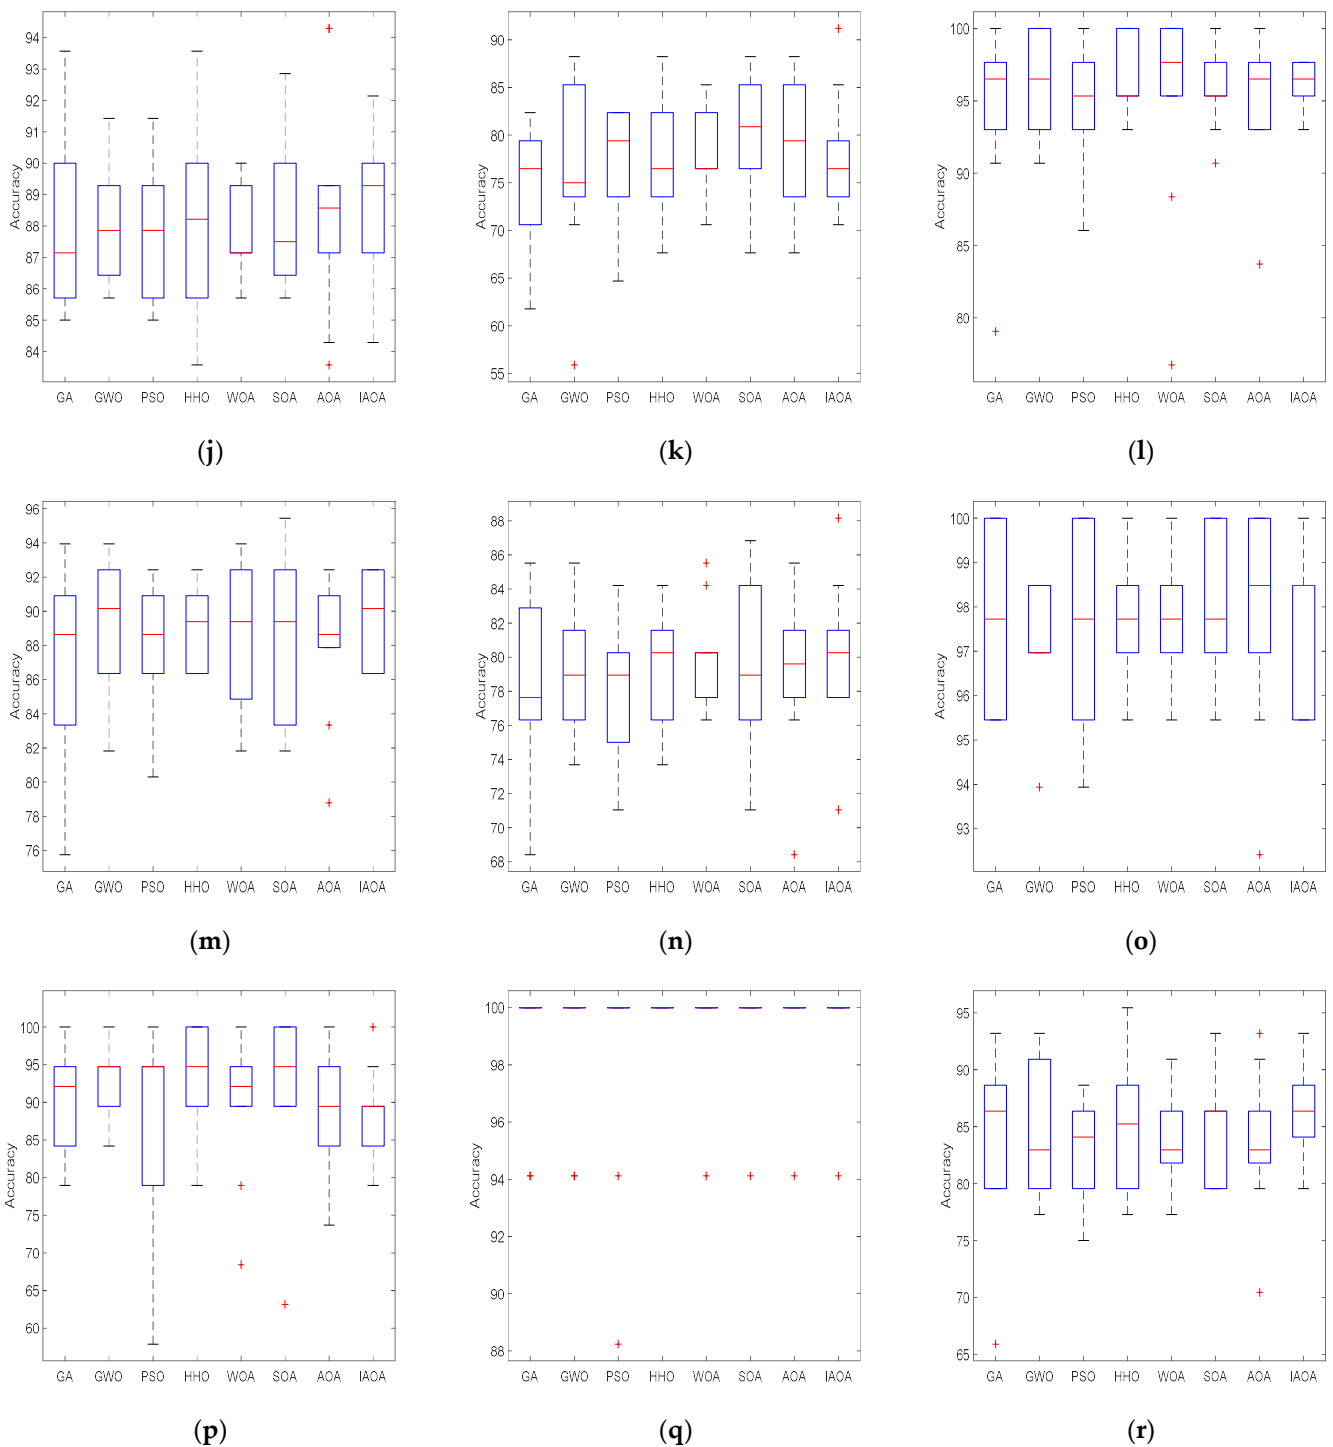 Accuracy
94
93
92
91
90
89
88
87
86
85
84
GA GWO PSO HHO WOA SOA AOA IAOA
(j)
Accuracy
90
85
80
75
70
65
60
55
GA GWO PSO HHO WOA SOA AOA IAOA
(k)
Accuracy
100
95
90
85
80
GA GWO PSO HHO WOA SOA AOA IAOA
(l)
Accuracy
96
94
92
90
88
86
84
82
80
78
76
GA GWO PSO HHO WOA SOA AOA IAOA
(m)
Accuracy
88
86
84
82
80
78
76
74
72
70
68
GA GWO PSO HHO WOA SOA AOA IAOA
(n)
Accuracy
100
99
98
97
96
95
94
93
GA GWO PSO HHO WOA SOA AOA IAOA
(o)
Accuracy
100
95
90
85
80
75
70
65
60
GA GWO PSO HHO WOA SOA AOA IAOA
(p)
Accuracy
100
98
96
94
92
90
88
GA GWO PSO HHO WOA SOA AOA IAOA
(q)
Accuracy
95
90
85
80
75
70
65
GA GWO PSO HHO WOA SOA AOA IAOA
(r)